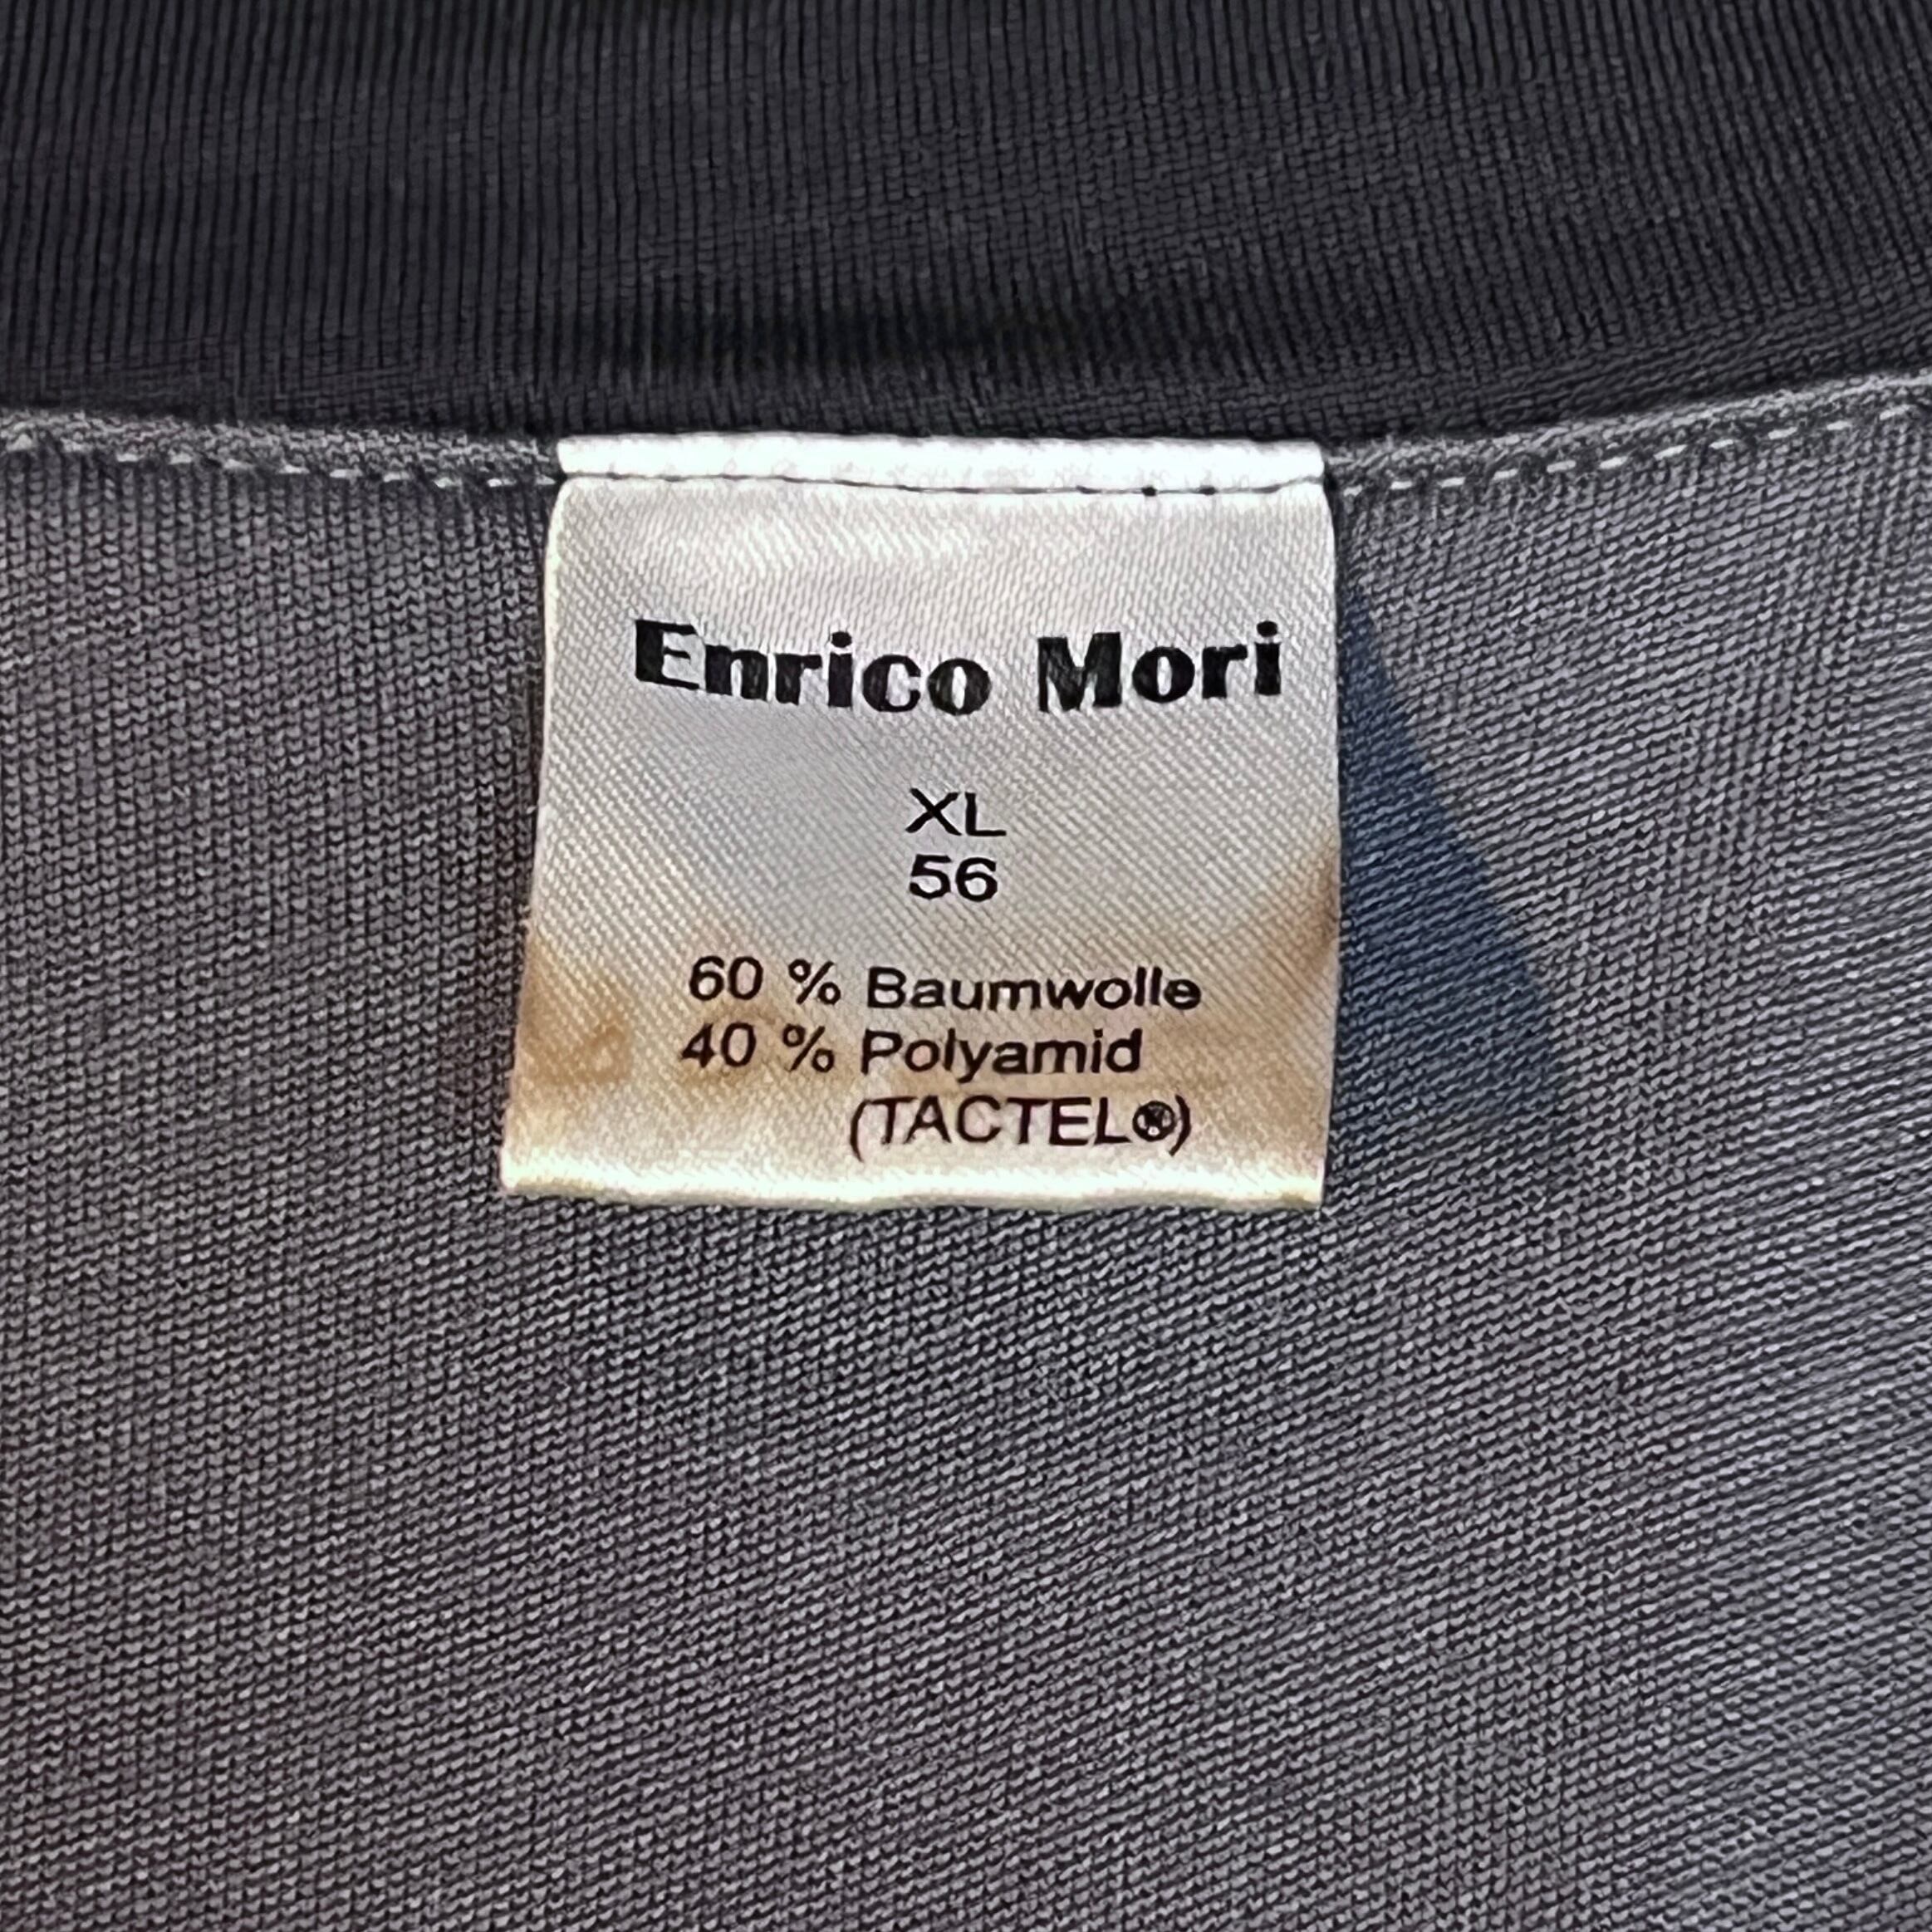 Enrico Mori
XL
56
60 % Baumwolle
40 % Polyamid
(TACTEL®)